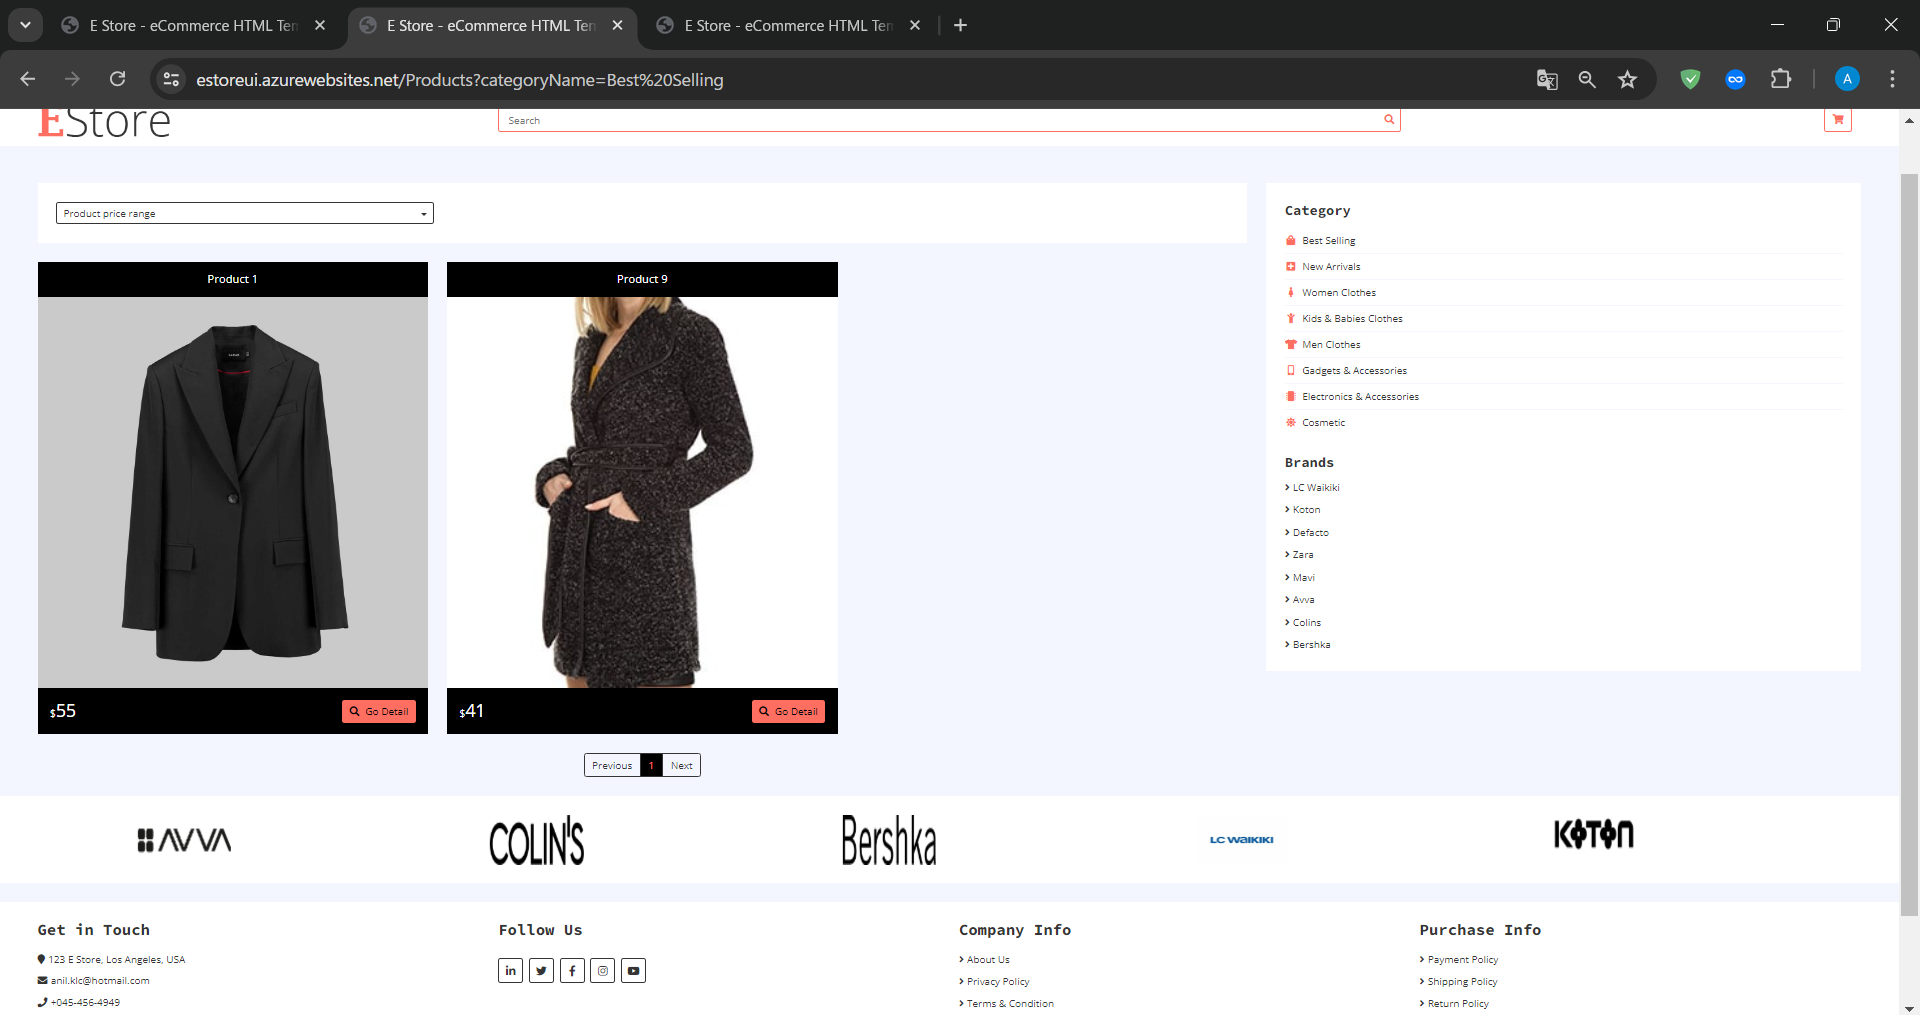 E Store - eCommerce HTML Tem
E Store - eCommerce HTML Tem
E Store - eCommerce HTML Tem
estoreui.azurewebsites.net/Products?categoryName=Best%20Selling
A
EStore
Search
Product price range
Product 1
Product 9
$55
Go Detail
$41
Go Detail
Previous 1 Next
Category
Best Selling
New Arrivals
Women Clothes
Kids & Babies Clothes
Men Clothes
Gadgets & Accessories
Electronics & Accessories
Cosmetic
Brands
LC Waikiki
Koton
Defacto
Zara
Mavi
Avva
Colins
Bershka
AVVA
COLIN'S
Bershka
LC WAIKIKI
KOTON
Get in Touch
123 E Store, Los Angeles, USA
anil.klc@hotmail.com
+045-456-4949
Follow Us
Company Info
About Us
Privacy Policy
Terms & Condition
Purchase Info
Payment Policy
Shipping Policy
Return Policy